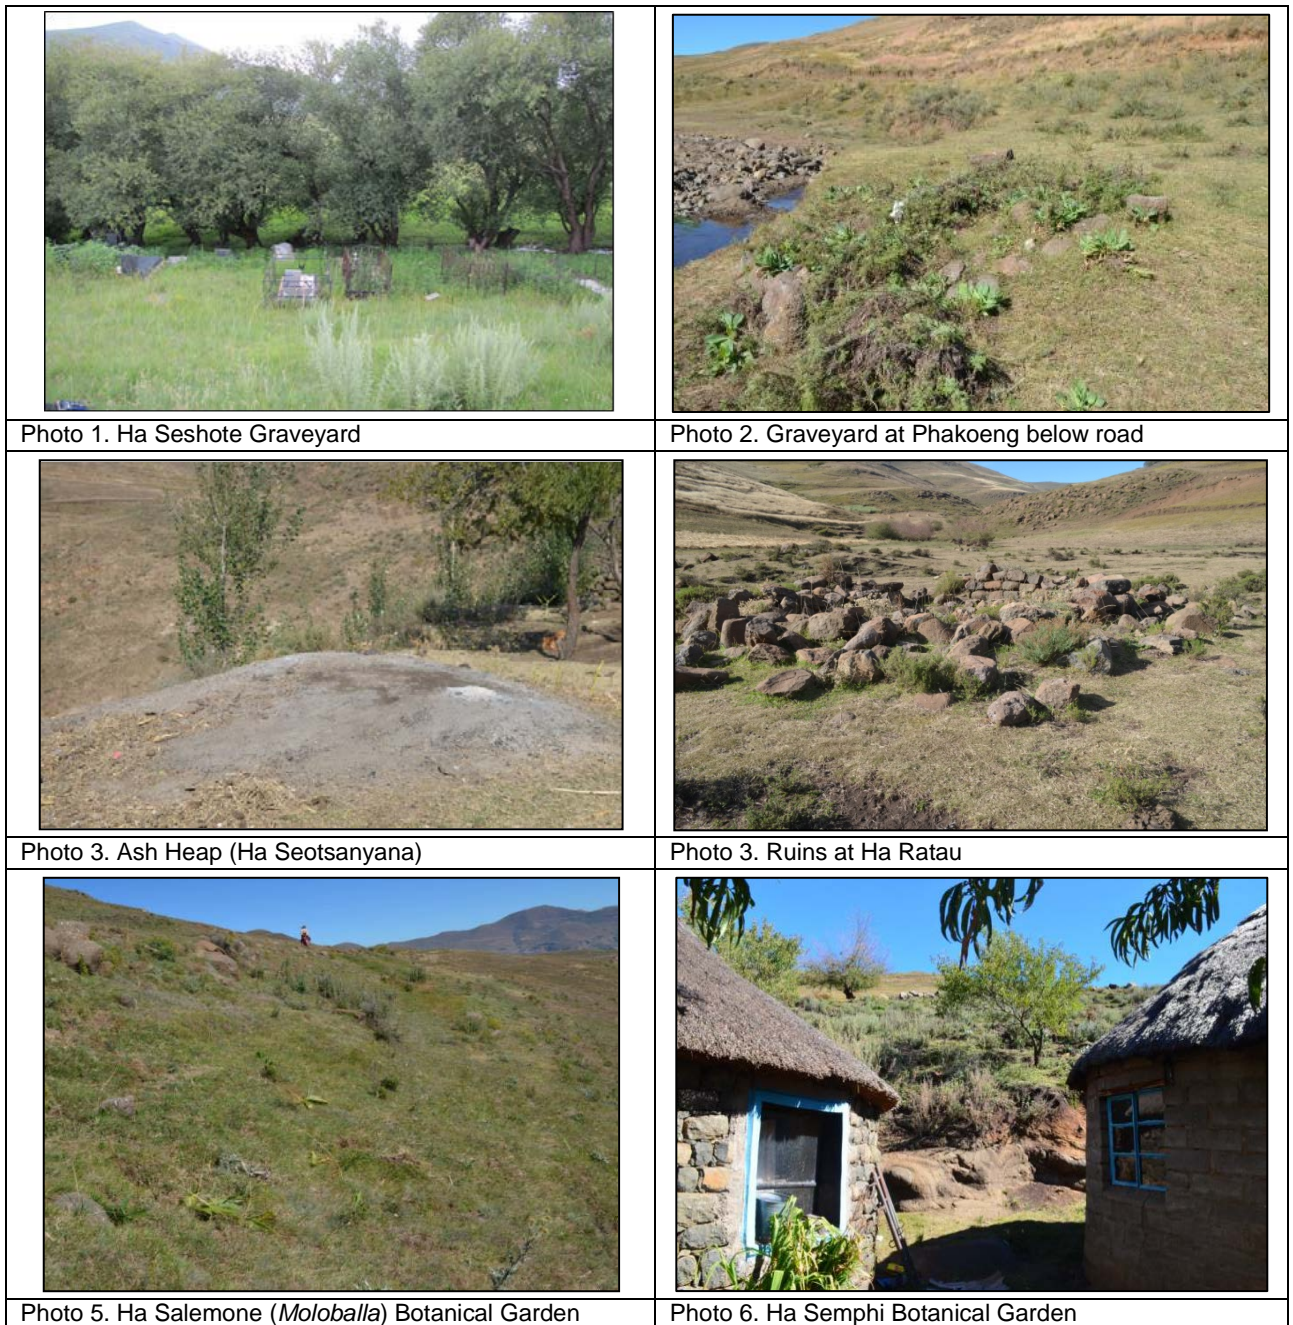 Photo 1. Ha Seshote Graveyard
Photo 2. Graveyard at Phakoeng below road
Photo 3. Ash Heap (Ha Seotsanyana)
Photo 3. Ruins at Ha Ratau
Photo 5. Ha Salemone (Moloballa) Botanical Garden
Photo 6. Ha Semphi Botanical Garden